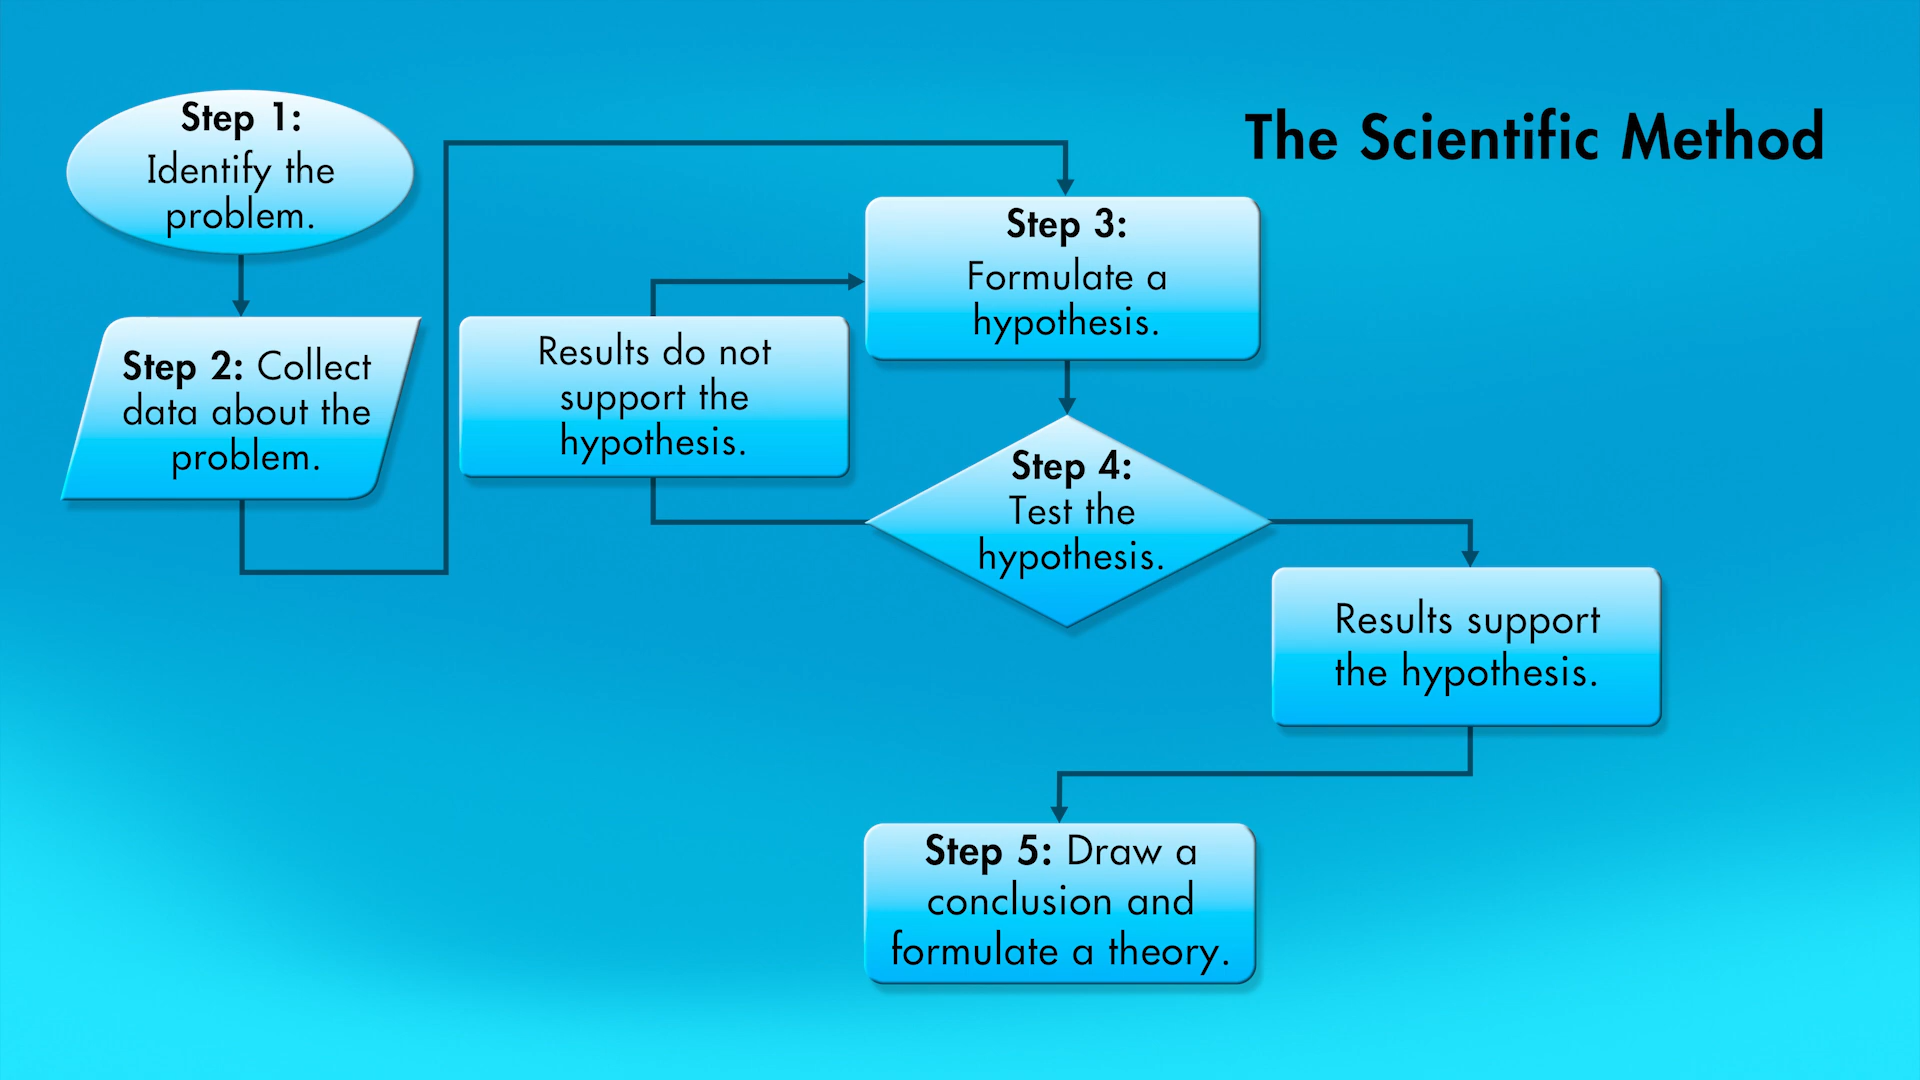 The Scientific Method
Step 1:
Identify the
problem.
Step 2: Collect
data about the
problem.
Step 3:
Formulate a
hypothesis.
Results do not
support the
hypothesis.
Step 4:
Test the
hypothesis.
Results support
the hypothesis.
Step 5: Draw a
conclusion and
formulate a theory.